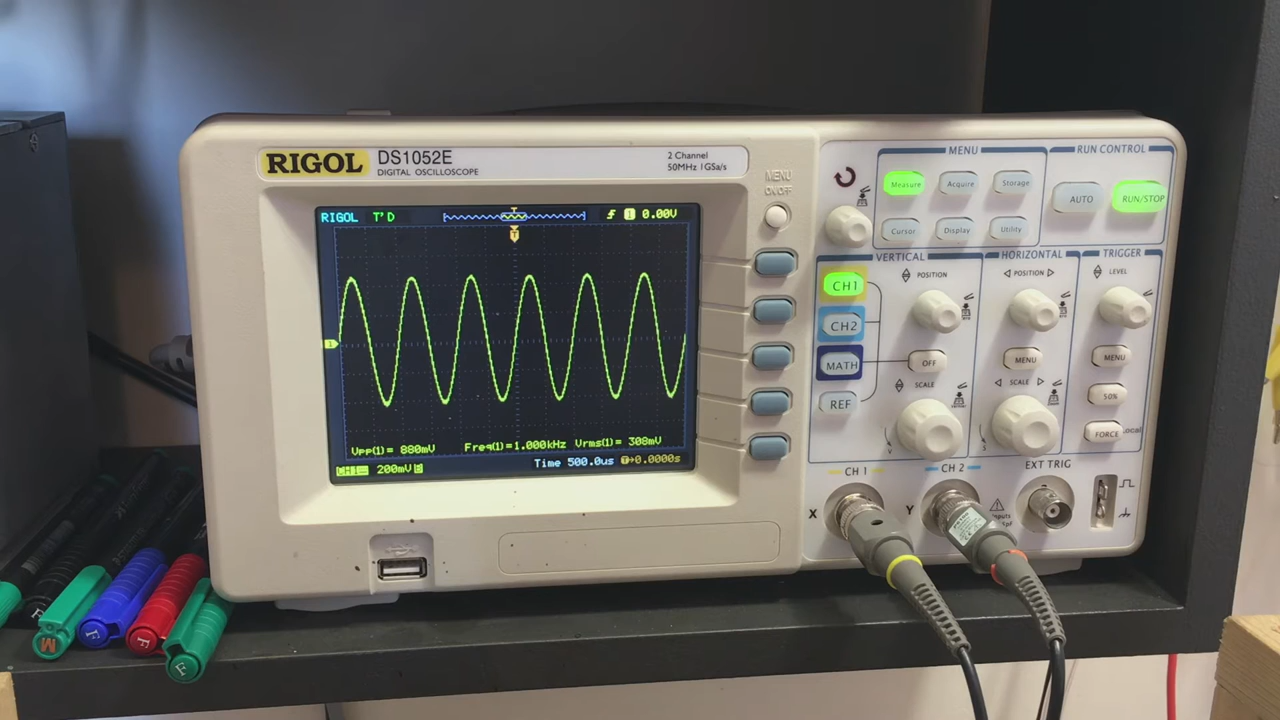 RIGOL DS1052E
DIGITAL OSCILLOSCOPE
2 Channel
50MHz 1GSa/s
MENU
ON/OFF
RIGOL T'D
T
1 0.00V
T
1
Vpp(1)= 880mV Freq(1)=1.000kHz Vrms(1)= 308mV
CH1 200mV
Time 500.0us T→0.0000s
MENU
Measure Acquire Storage
Cursor Display Utility
RUN CONTROL
AUTO RUN/STOP
VERTICAL
POSITION
CH1
CH2
MATH
REF
OFF
SCALE
HORIZONTAL
POSITION
MENU
SCALE
TRIGGER
LEVEL
MENU
50%
FORCE
Local
CH 1 CH 2 EXT TRIG
X Y
M
F
F
F